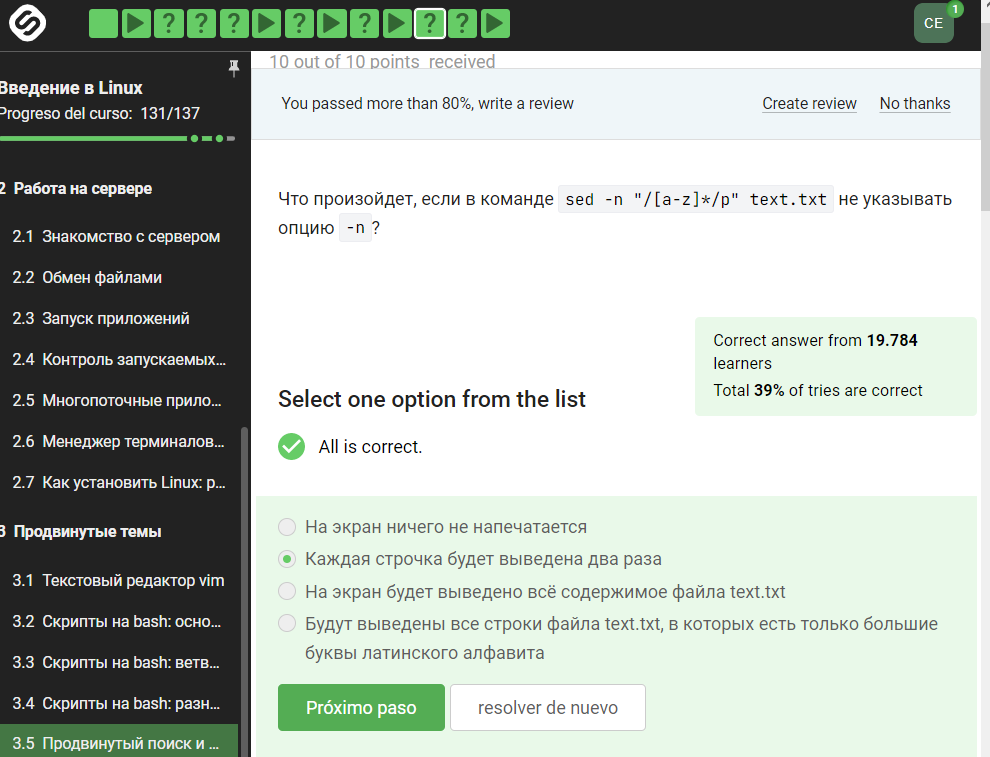 CE
1
Введение в Linux
Progreso del curso: 131/137
2 Работа на сервере
2.1 Знакомство с сервером
2.2 Обмен файлами
2.3 Запуск приложений
2.4 Контроль запускаемых...
2.5 Многопоточные прило...
2.6 Менеджер терминалов...
2.7 Как установить Linux: р...
3 Продвинутые темы
3.1 Текстовый редактор vim
3.2 Скрипты на bash: осно...
3.3 Скрипты на bash: ветв...
3.4 Скрипты на bash: разн...
3.5 Продвинутый поиск и ...
10 out of 10 points received
You passed more than 80%, write a review
Create review
No thanks
Что произойдет, если в команде sed -n "/[a-z]*/p" text.txt не указывать
опцию -n?
Correct answer from 19.784
learners
Total 39% of tries are correct
Select one option from the list
All is correct.
На экран ничего не напечатается
Каждая строчка будет выведена два раза
На экран будет выведено всё содержимое файла text.txt
Будут выведены все строки файла text.txt, в которых есть только большие
буквы латинского алфавита
Próximo paso
resolver de nuevo